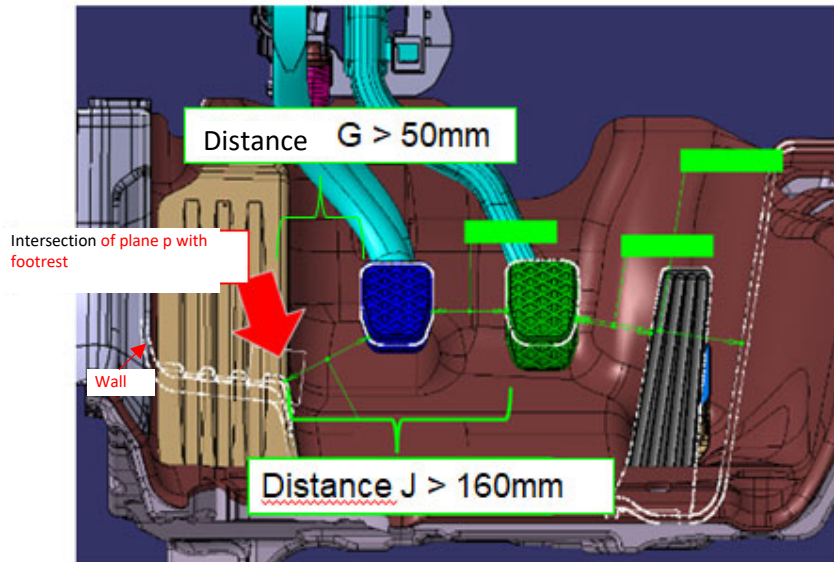 Distance G > 50mm
Intersection of plane p with
footrest
Wall
Distance J > 160mm